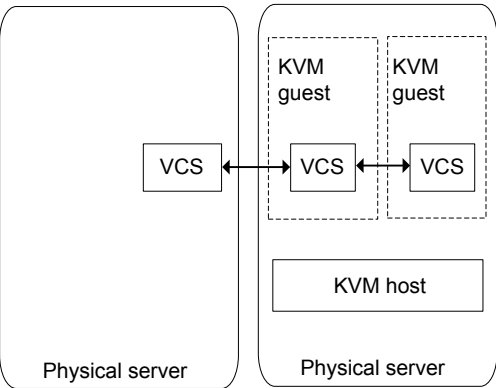 KVM
guest
KVM
guest
VCS
VCS
VCS
KVM host
Physical server
Physical server